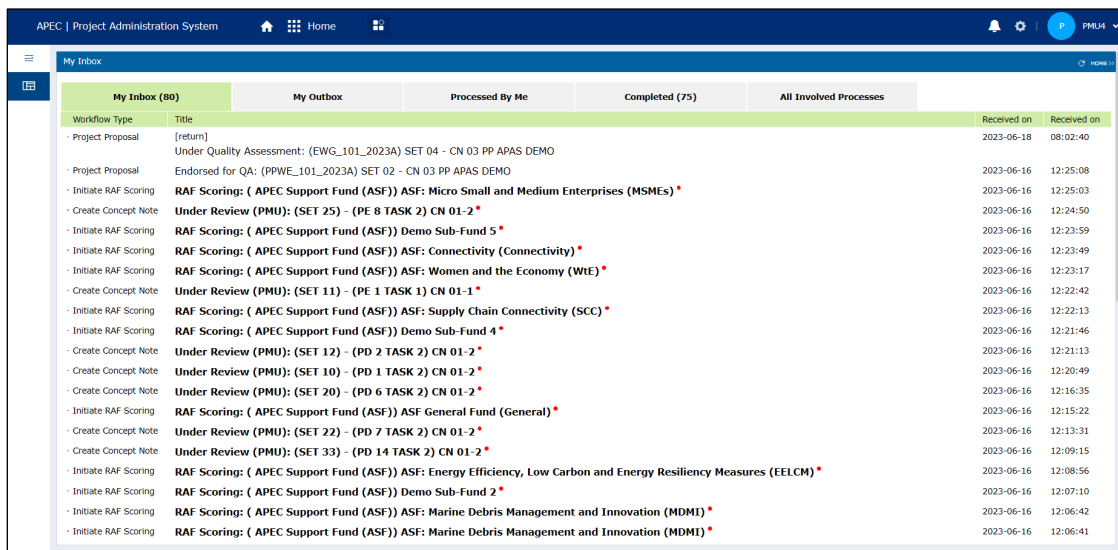 APEC | Project Administration System Home P PMU4
My Inbox MORE >>
My Inbox (80) My Outbox Processed By Me Completed (75) All Involved Processes
Workflow Type Title Received on Received on
· Project Proposal [return] 2023-06-18 08:02:40
Under Quality Assessment: (EWG_101_2023A) SET 04 - CN 03 PP APAS DEMO
· Project Proposal Endorsed for QA: (PPWE_101_2023A) SET 02 - CN 03 PP APAS DEMO 2023-06-16 12:25:08
· Initiate RAF Scoring RAF Scoring: ( APEC Support Fund (ASF)) ASF: Micro Small and Medium Enterprises (MSMEs) 2023-06-16 12:25:03
· Create Concept Note Under Review (PMU): (SET 25) - (PE 8 TASK 2) CN 01-2 2023-06-16 12:24:50
· Initiate RAF Scoring RAF Scoring: ( APEC Support Fund (ASF)) Demo Sub-Fund 5 2023-06-16 12:23:59
· Initiate RAF Scoring RAF Scoring: ( APEC Support Fund (ASF)) ASF: Connectivity (Connectivity) 2023-06-16 12:23:49
· Initiate RAF Scoring RAF Scoring: ( APEC Support Fund (ASF)) ASF: Women and the Economy (WtE) 2023-06-16 12:23:17
· Create Concept Note Under Review (PMU): (SET 11) - (PE 1 TASK 1) CN 01-1 2023-06-16 12:22:42
· Initiate RAF Scoring RAF Scoring: ( APEC Support Fund (ASF)) ASF: Supply Chain Connectivity (SCC) 2023-06-16 12:22:13
· Initiate RAF Scoring RAF Scoring: ( APEC Support Fund (ASF)) Demo Sub-Fund 4 2023-06-16 12:21:46
· Create Concept Note Under Review (PMU): (SET 12) - (PD 2 TASK 2) CN 01-2 2023-06-16 12:21:13
· Create Concept Note Under Review (PMU): (SET 10) - (PD 1 TASK 2) CN 01-2 2023-06-16 12:20:49
· Create Concept Note Under Review (PMU): (SET 20) - (PD 6 TASK 2) CN 01-2 2023-06-16 12:16:35
· Initiate RAF Scoring RAF Scoring: ( APEC Support Fund (ASF)) ASF General Fund (General) 2023-06-16 12:15:22
· Create Concept Note Under Review (PMU): (SET 22) - (PD 7 TASK 2) CN 01-2 2023-06-16 12:13:31
· Create Concept Note Under Review (PMU): (SET 33) - (PD 14 TASK 2) CN 01-2 2023-06-16 12:09:15
· Initiate RAF Scoring RAF Scoring: ( APEC Support Fund (ASF)) ASF: Energy Efficiency, Low Carbon and Energy Resiliency Measures (EELCM) 2023-06-16 12:08:56
· Initiate RAF Scoring RAF Scoring: ( APEC Support Fund (ASF)) Demo Sub-Fund 2 2023-06-16 12:07:10
· Initiate RAF Scoring RAF Scoring: ( APEC Support Fund (ASF)) ASF: Marine Debris Management and Innovation (MDMI) 2023-06-16 12:06:42
· Initiate RAF Scoring RAF Scoring: ( APEC Support Fund (ASF)) ASF: Marine Debris Management and Innovation (MDMI) 2023-06-16 12:06:41